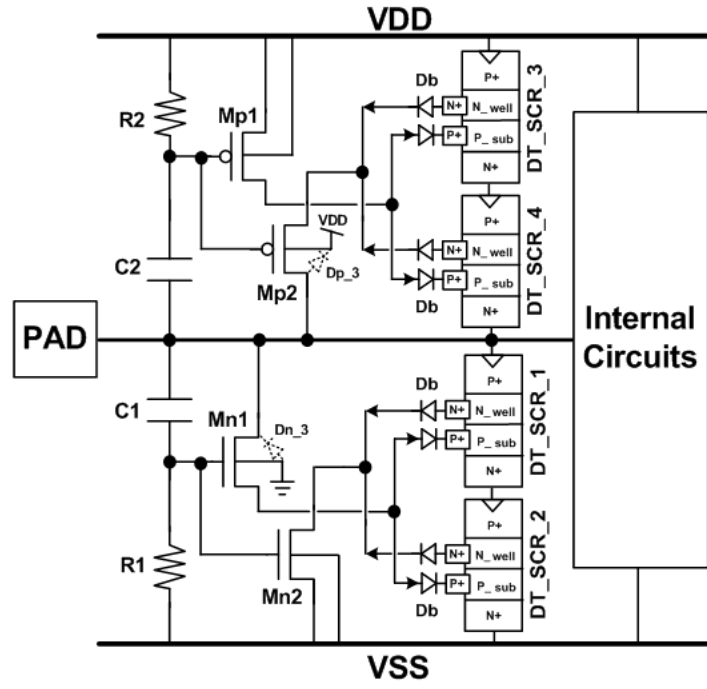 VDD
R2
Mp1
Db
P+
N+
N_well
P_sub
P+
N+
DT_SCR_3
VDD
Dp_3
Mp2
C2
P+
N+
N_well
P+
P_sub
Db
N+
DT_SCR_4
PAD
Internal
Circuits
C1
Mn1
Dn_3
Db
P+
N+
N_well
P+
P_sub
N+
DT_SCR_1
R1
Mn2
P+
N+
N_well
P+
P_sub
Db
N+
DT_SCR_2
VSS